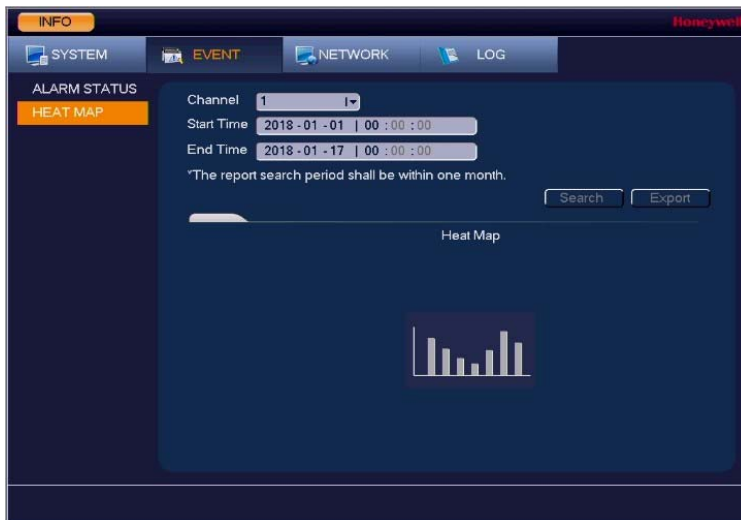 INFO
Honeywell
SYSTEM EVENT NETWORK LOG
ALARM STATUS
HEAT MAP
Channel 1
Start Time 2018 - 01 - 01 | 00 : 00 : 00
End Time 2018 - 01 - 17 | 00 : 00 : 00
*The report search period shall be within one month.
Search Export
Heat Map